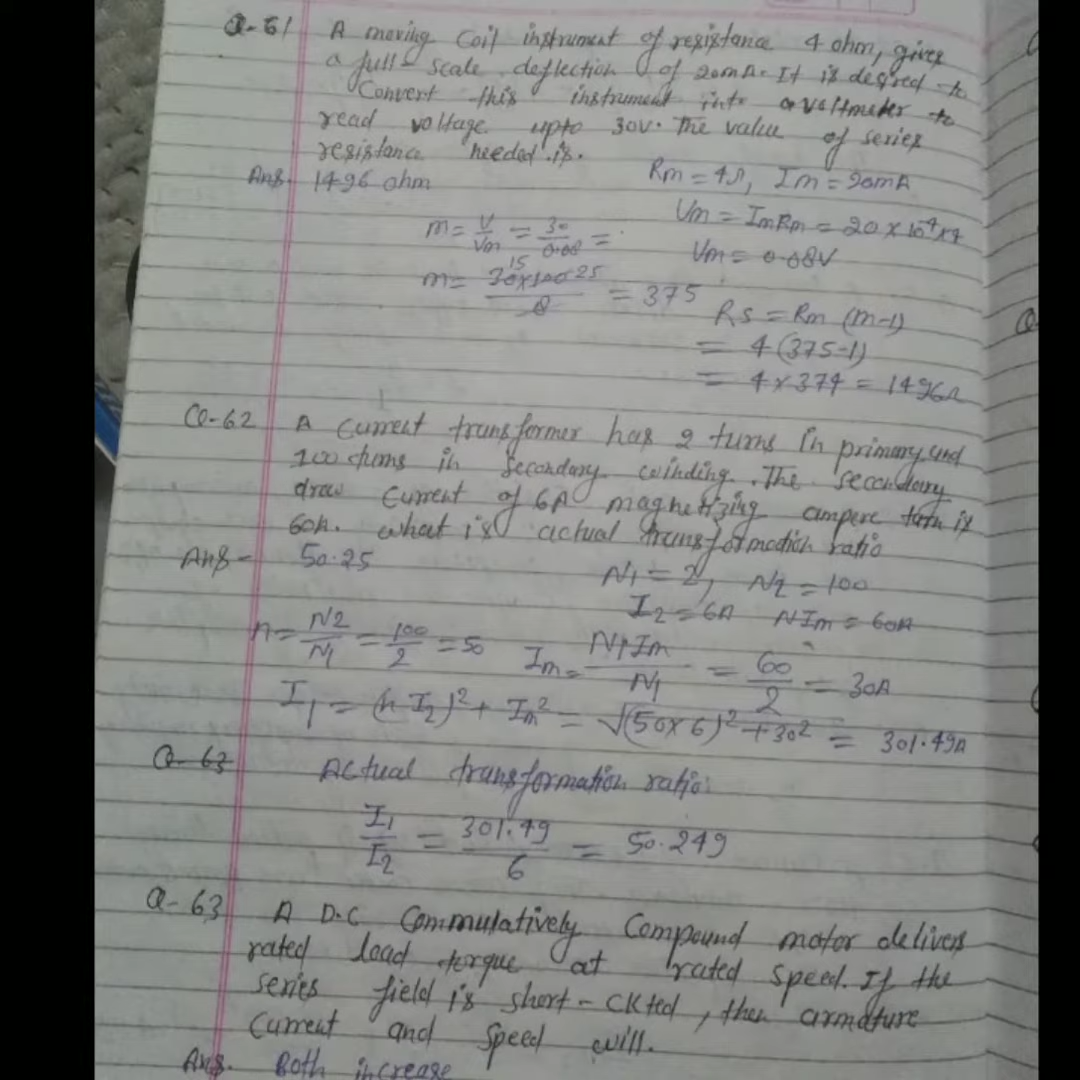 Q-61 A moving coil instrument of resistance 4 ohm, gives
a full-scale deflection of 20mA. It is desired to
Convert this instrument into a voltmeter to
read voltage upto 30v. The value of series
resistance needed is.
Ans- 1496 ohm
Rm = 4Ω, Im = 20mA
Vm = ImRm = 20 × 10⁻⁴ × 4
Vm = 0.08V
m = V/Vm = 30/0.08 =
m = 30×100 25/8 = 375
15
Rs = Rm (m-1)
= 4(375-1)
= 4×374 = 1496Ω
Q-62 A Current transformer has 2 turns in primary and
100 turns in secondary winding. The secondary
draw current of 6A magnetizing ampere turn is
60A. what is actual transformation ratio
Ans- 50.25
N1 = 2, N2 = 100
I2 = 6A NIm = 60A
n = N2/N1 = 100/2 = 50
Im = N1Im/N1 = 60/2 = 30A
I1 = (n I2)² + Im² = √(50×6)² + 30² = 301.49A
Q-63 Actual transformation ratio:
I1/I2 = 301.49/6 = 50.249
Q-63 A D.C Commulatively Compound motor delivers
rated load torque at rated speed. If the
series field is short-ckted, then armature
Current and Speed will.
Ans. Both increase